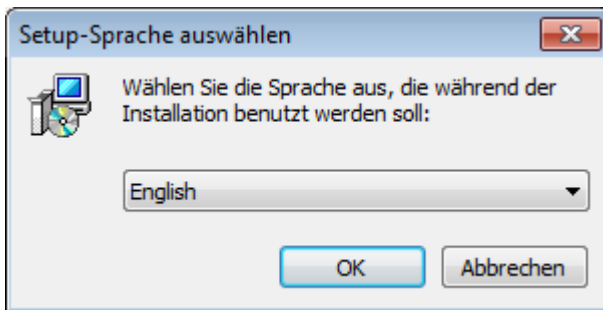 Setup-Sprache auswählen
Wählen Sie die Sprache aus, die während der
Installation benutzt werden soll:
English
OK Abbrechen